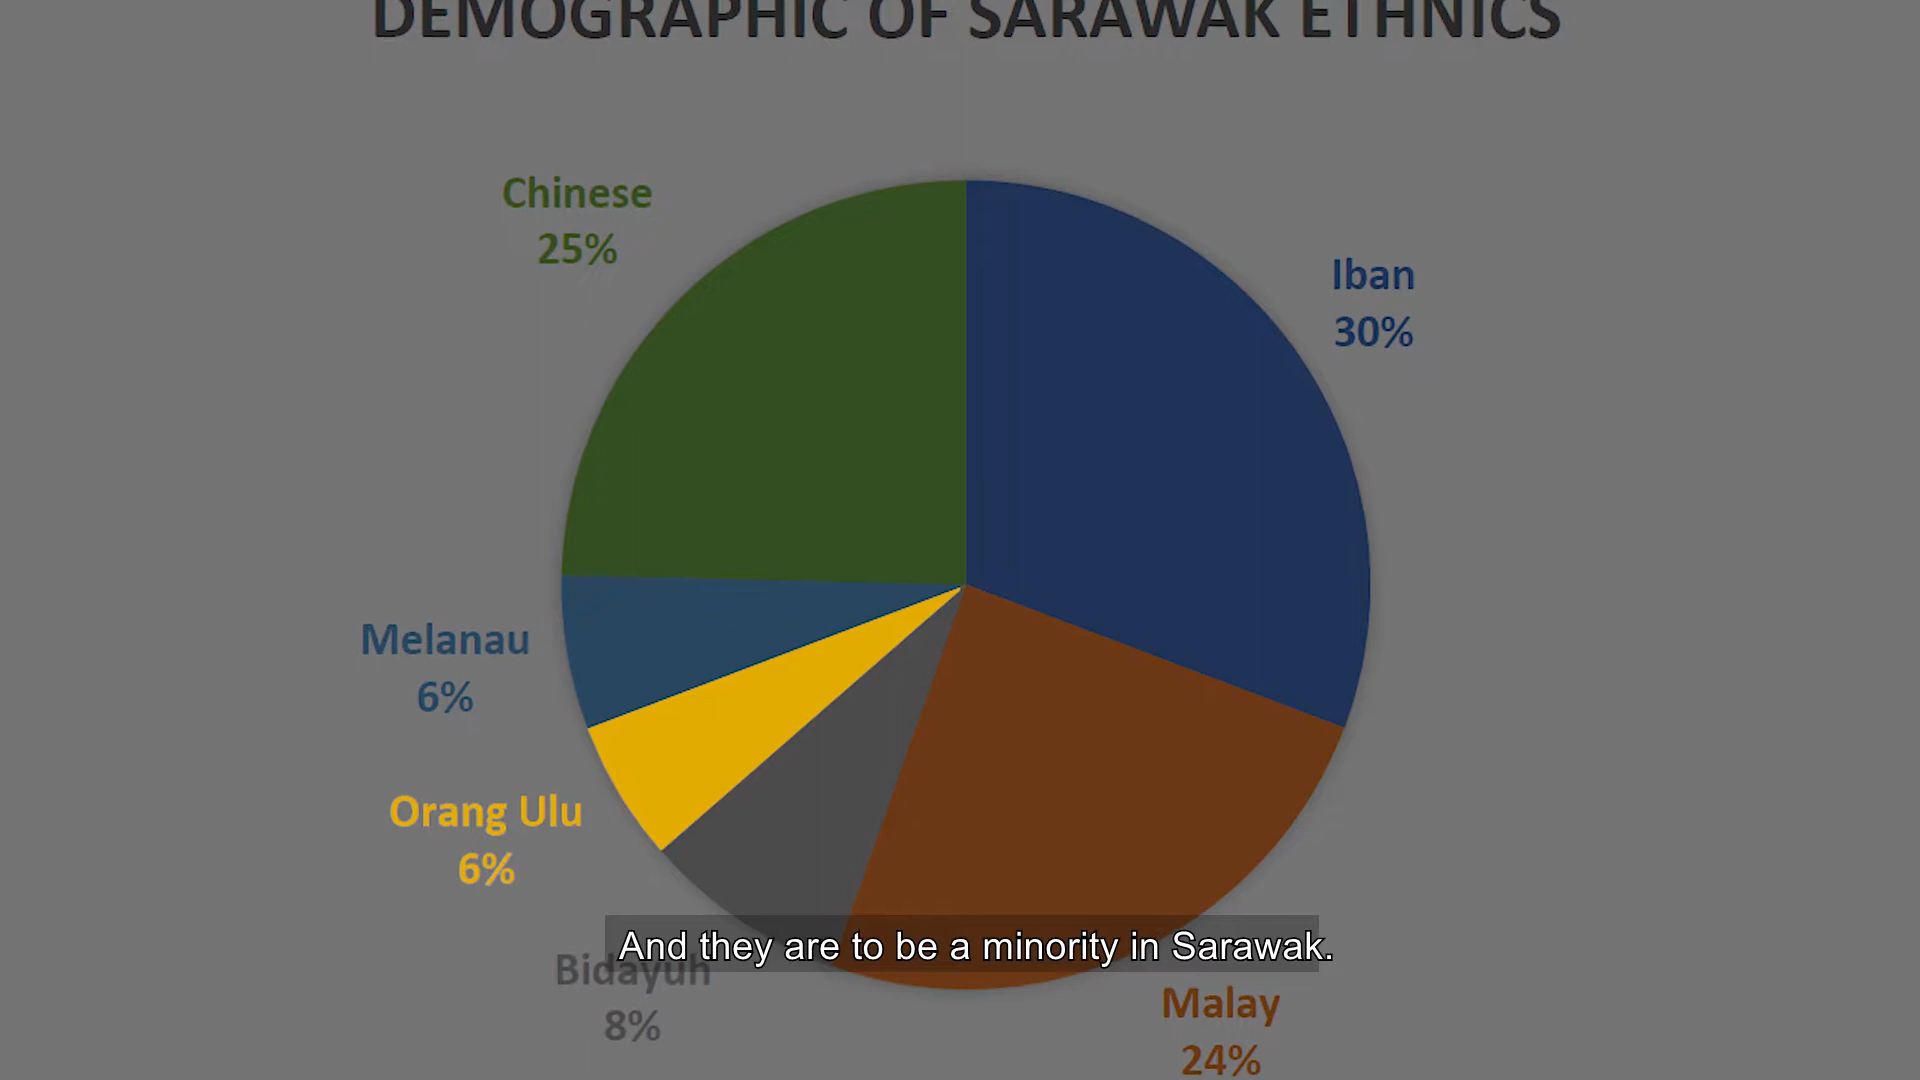 DEMOGRAPHIC OF SARAWAK ETHNICS
Chinese
25%
Iban
30%
Melanau
6%
Orang Ulu
6%
Bidayuh
8%
Malay
24%
And they are to be a minority in Sarawak.